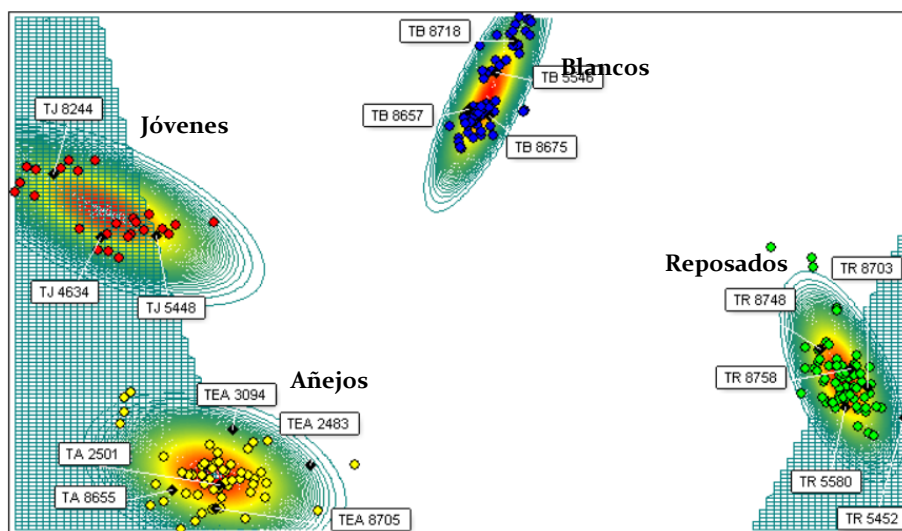 TB 8718
Blancos
TB 5546
TJ 8244
TB 8657
Jóvenes
TB 8675
Reposados
TR 8703
TJ 4634
TJ 5448
TR 8748
Añejos
TR 8758
TEA 3094
TEA 2483
TA 2501
TR 5580
TA 8655
TEA 8705
TR 5452